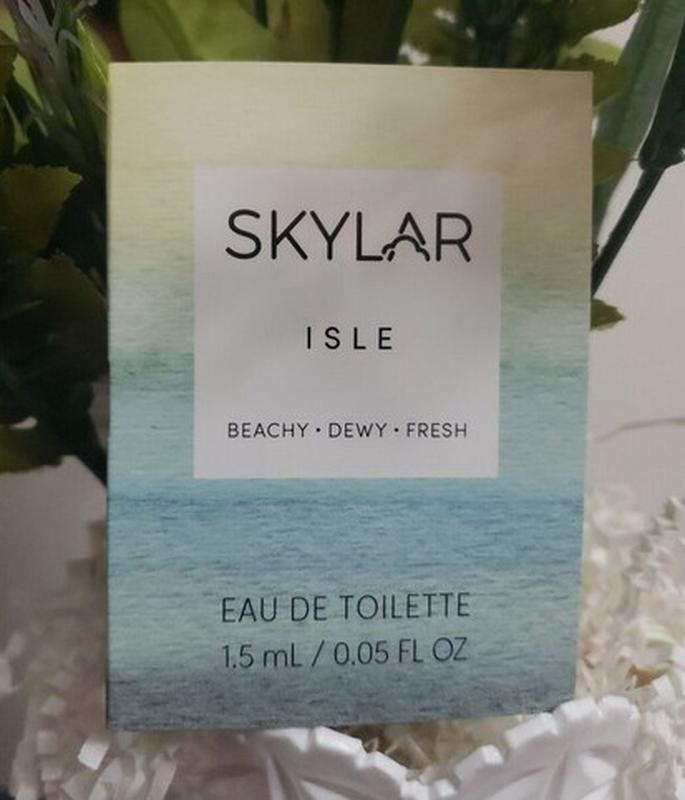 SKYLAR
ISLE
BEACHY • DEWY • FRESH
EAU DE TOILETTE
1.5 mL / 0.05 FL OZ